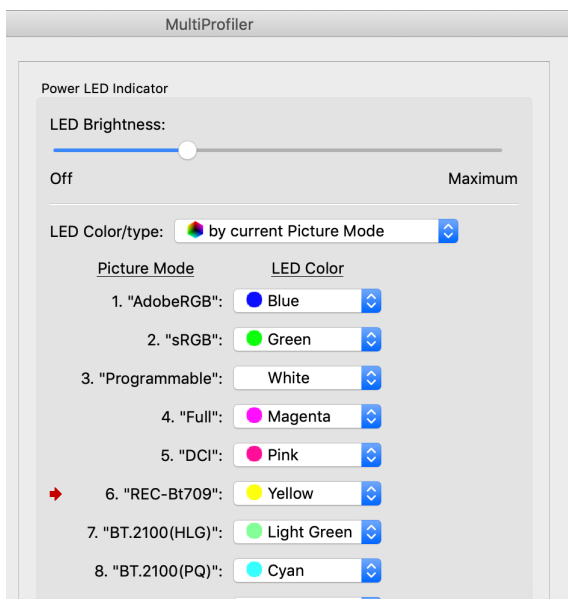 MultiProfiler
Power LED Indicator
LED Brightness:
Off Maximum
LED Color/type: by current Picture Mode
Picture Mode LED Color
1. "AdobeRGB": Blue
2. "sRGB": Green
3. "Programmable": White
4. "Full": Magenta
5. "DCI": Pink
6. "REC-Bt709": Yellow
7. "BT.2100(HLG)": Light Green
8. "BT.2100(PQ)": Cyan